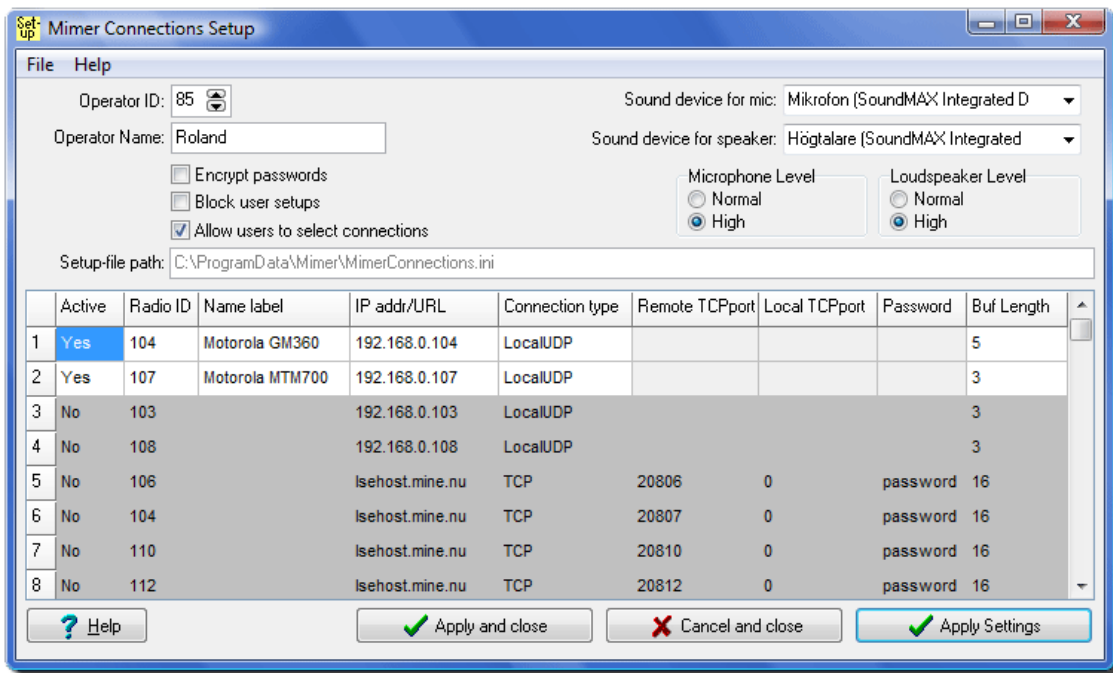 Set-up Mimer Connections Setup
File Help
Operator ID: 85 Sound device for mic: Mikrofon (SoundMAX Integrated D
Operator Name: Roland Sound device for speaker: Högtalare (SoundMAX Integrated
Encrypt passwords Microphone Level Loudspeaker Level
Block user setups Normal Normal
Allow users to select connections High High
Setup-file path: C:\ProgramData\Mimer\MimerConnections.ini
Active Radio ID Name label IP addr/URL Connection type Remote TCPport Local TCPport Password Buf Length
1 Yes 104 Motorola GM360 192.168.0.104 LocalUDP 5
2 Yes 107 Motorola MTM700 192.168.0.107 LocalUDP 3
3 No 103 192.168.0.103 LocalUDP 3
4 No 108 192.168.0.108 LocalUDP 3
5 No 106 lsehost.mine.nu TCP 20806 0 password 16
6 No 104 lsehost.mine.nu TCP 20807 0 password 16
7 No 110 lsehost.mine.nu TCP 20810 0 password 16
8 No 112 lsehost.mine.nu TCP 20812 0 password 16
? Help Apply and close Cancel and close Apply Settings